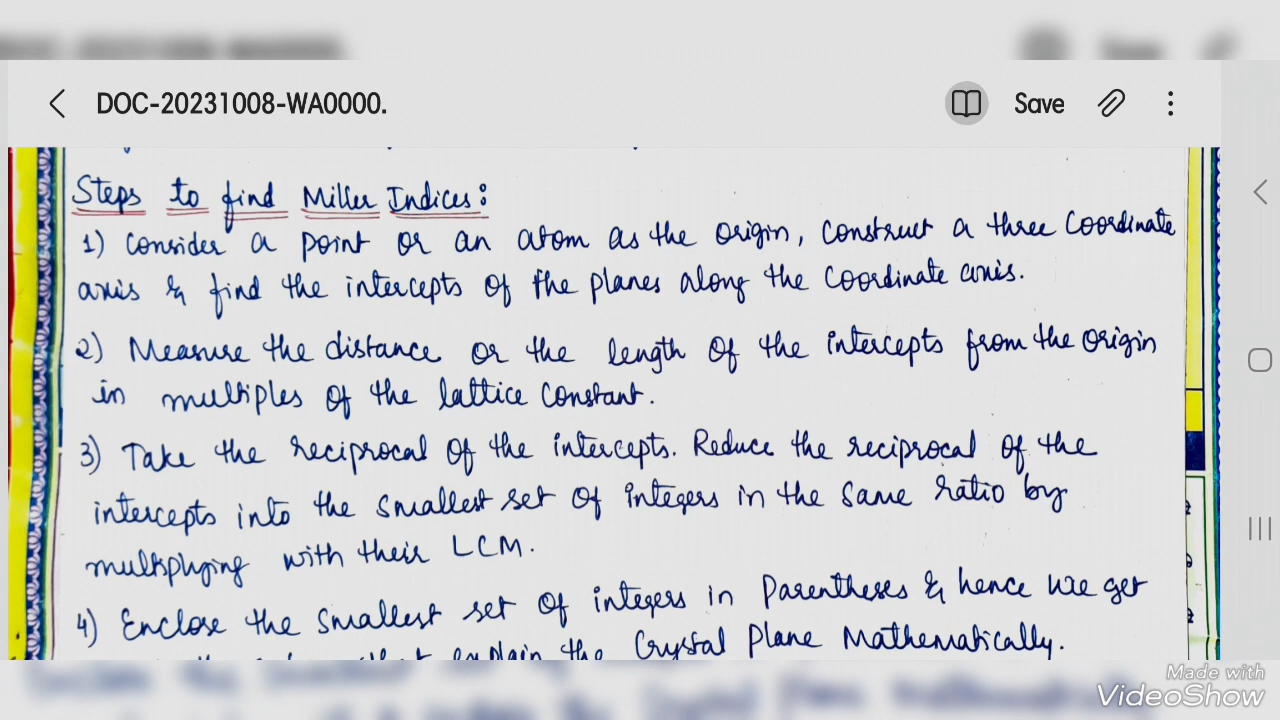 DOC-20231008-WA0000.
Save
Steps to find Miller Indices:
1) Consider a point or an atom as the origin, construct a three Coordinate
axis & find the intercepts of the planes along the Coordinate axis.
2) Measure the distance or the length of the intercepts from the origin
in multiples of the lattice constant.
3) Take the reciprocal of the intercepts. Reduce the reciprocal of the
intercepts into the smallest set of integers in the same ratio by
multiplying with their LCM.
4) Enclose the smallest set of integers in Parentheses & hence we get
explain the Crystal Plane Mathematically.
Made with
VideoShow